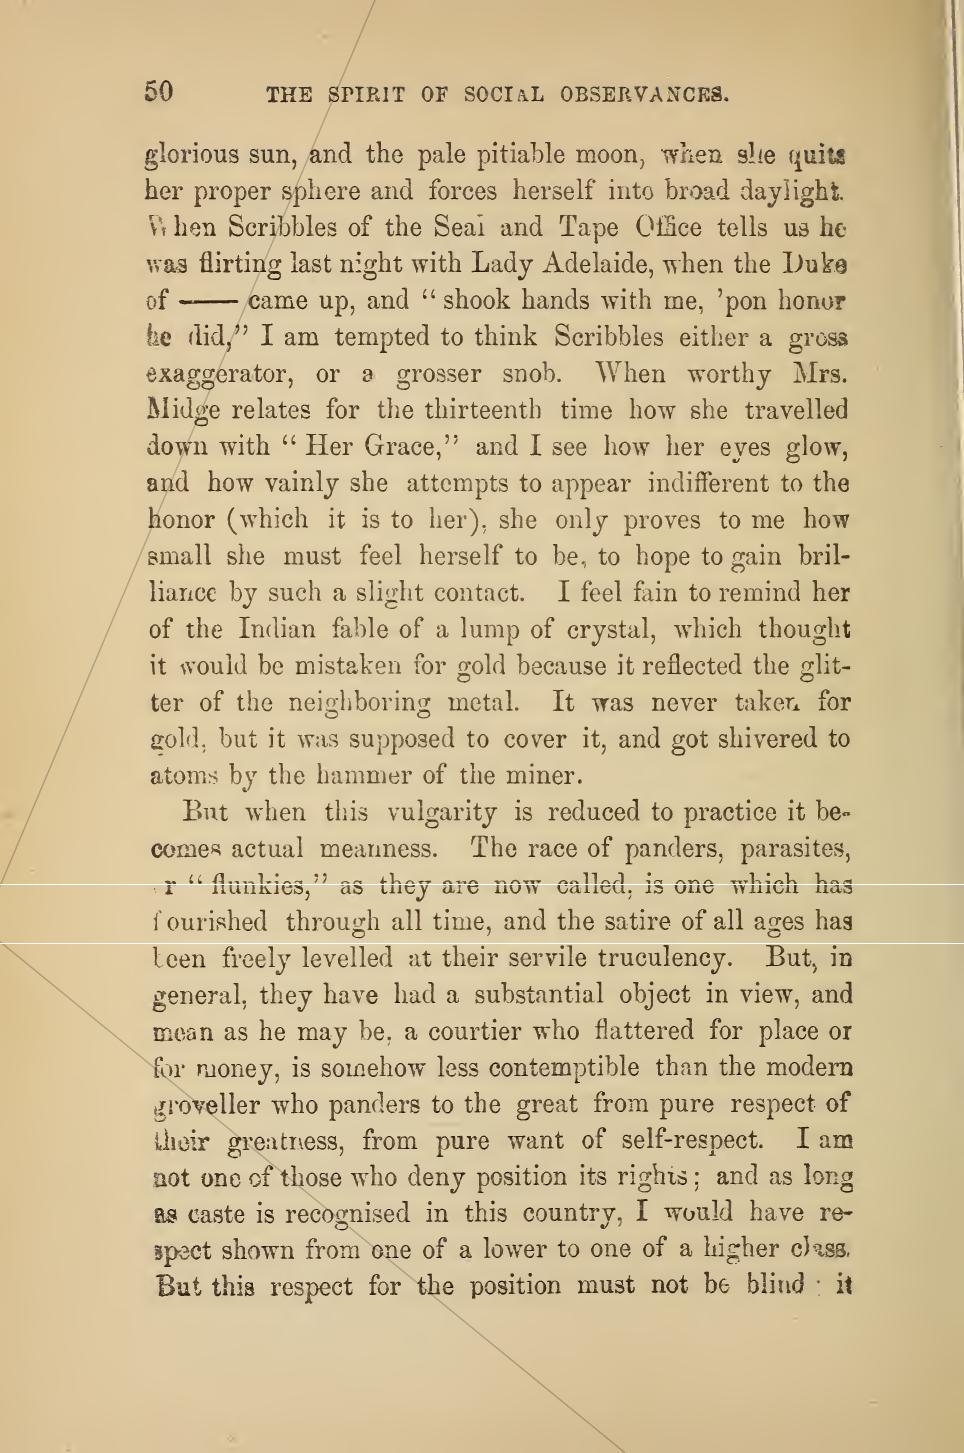 50 THE SPIRIT OF SOCIAL OBSERVANCES.
glorious sun, and the pale pitiable moon, when she quits
her proper sphere and forces herself into broad daylight.
When Scribbles of the Seal and Tape Office tells us he
was flirting last night with Lady Adelaide, when the Duke
of —— came up, and “ shook hands with me, ’pon honor
he did,” I am tempted to think Scribbles either a gross
exaggerator, or a grosser snob. When worthy Mrs.
Midge relates for the thirteenth time how she travelled
down with “ Her Grace,” and I see how her eyes glow,
and how vainly she attempts to appear indifferent to the
honor (which it is to her), she only proves to me how
small she must feel herself to be, to hope to gain bril-
liance by such a slight contact. I feel fain to remind her
of the Indian fable of a lump of crystal, which thought
it would be mistaken for gold because it reflected the glit-
ter of the neighboring metal. It was never taken for
gold, but it was supposed to cover it, and got shivered to
atoms by the hammer of the miner.
But when this vulgarity is reduced to practice it be-
comes actual meanness. The race of panders, parasites,
r “ flunkies,” as they are now called, is one which has
flourished through all time, and the satire of all ages has
been freely levelled at their servile truculency. But, in
general, they have had a substantial object in view, and
mean as he may be, a courtier who flattered for place or
for money, is somehow less contemptible than the modern
groveller who panders to the great from pure respect of
their greatness, from pure want of self-respect. I am
not one of those who deny position its rights; and as long
as caste is recognised in this country, I would have re-
spect shown from one of a lower to one of a higher class.
But this respect for the position must not be blind : it